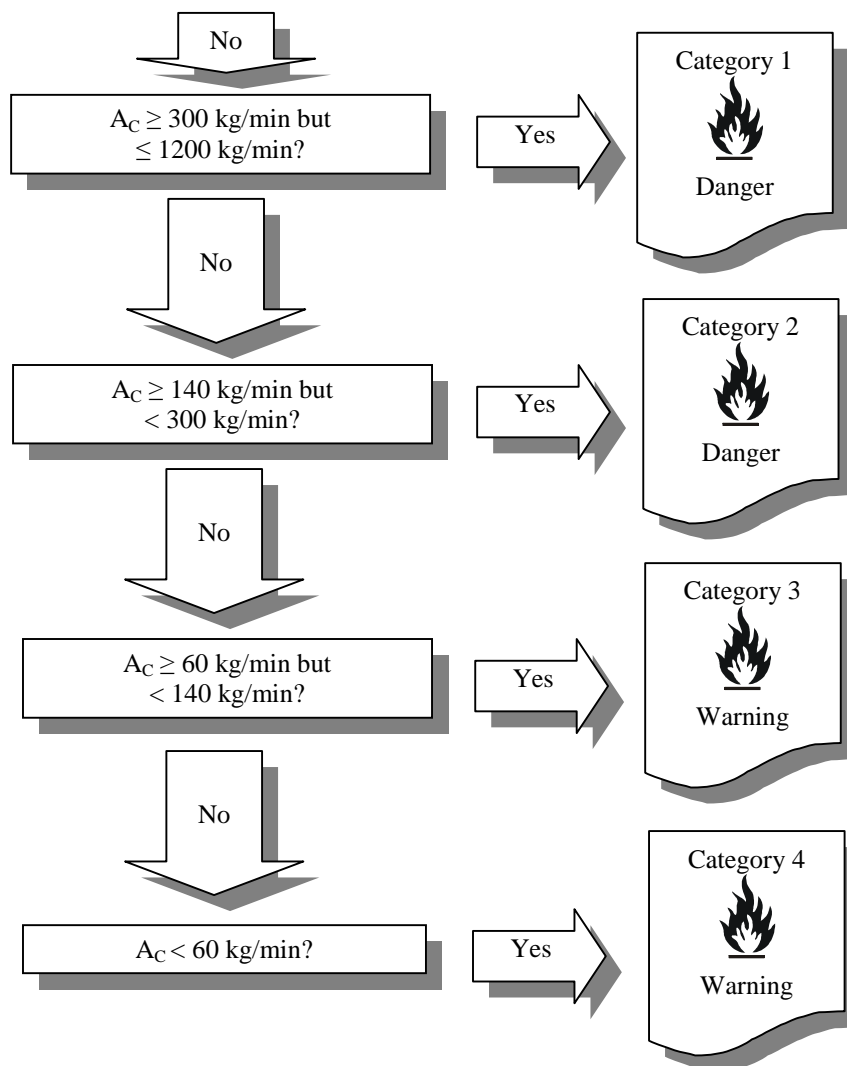 No
A_C ≥ 300 kg/min but
≤ 1200 kg/min?
Yes
Category 1
Danger
No
A_C ≥ 140 kg/min but
< 300 kg/min?
Yes
Category 2
Danger
No
A_C ≥ 60 kg/min but
< 140 kg/min?
Yes
Category 3
Warning
No
A_C < 60 kg/min?
Yes
Category 4
Warning